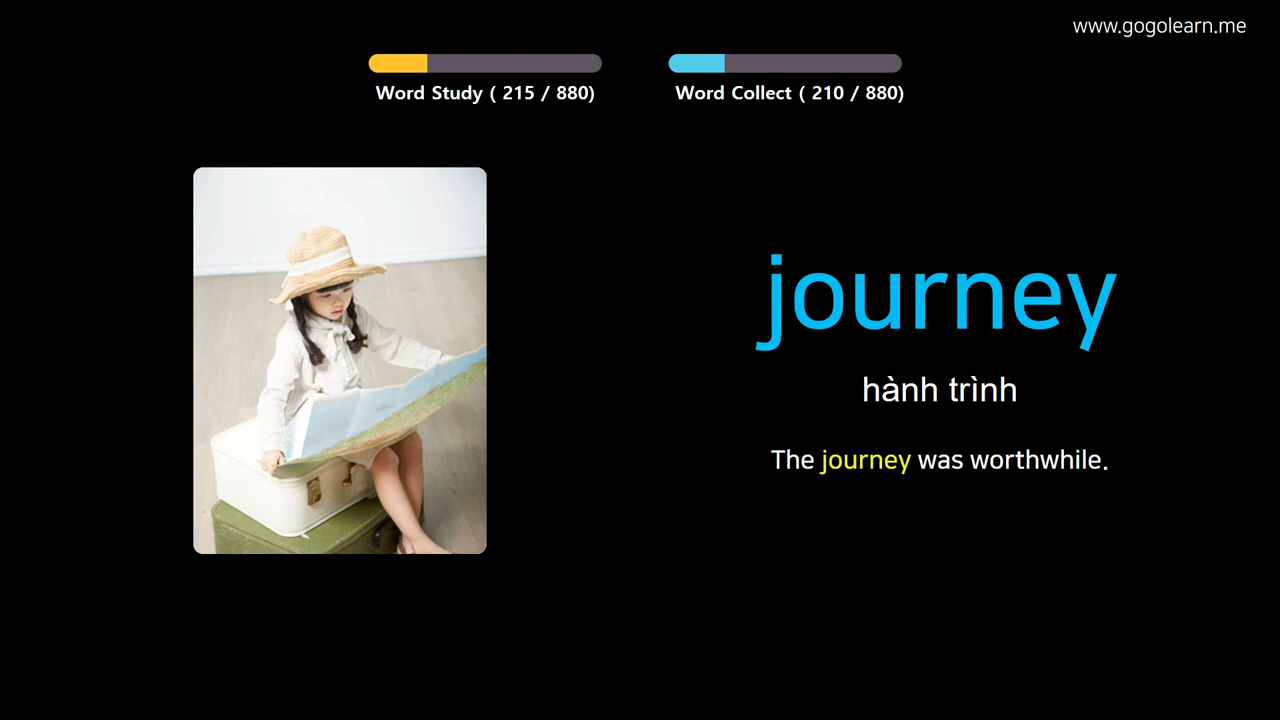 www.gogolearn.me
Word Study ( 215 / 880)
Word Collect ( 210 / 880)
journey
hành trình
The journey was worthwhile.